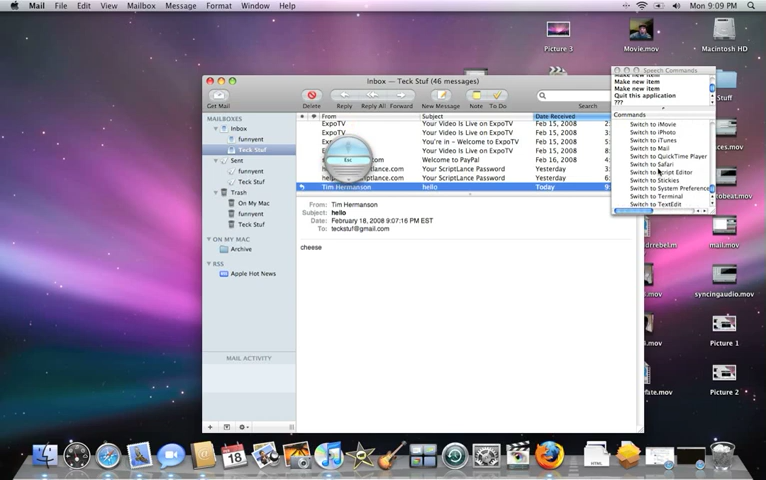 Mail File Edit View Mailbox Message Format Window Help
Mon 9:09 PM
Picture 3
Movie.mov
Macintosh HD
Inbox — Teck Stuf (46 messages)
Get Mail
Delete
Reply
Reply All
Forward
New Message
Note
To Do
Search
MAILBOXES
Inbox
funnyent
Teck Stuf
Sent
funnyent
Teck Stuf
Trash
On My Mac
funnyent
Teck Stuf
ON MY MAC
Archive
RSS
Apple Hot News
MAIL ACTIVITY
From Subject Date Received
ExpoTV Your Video Is Live on ExpoTV Feb 15, 2008
ExpoTV Your Video Is Live on ExpoTV Feb 15, 2008
You're in – Welcome to ExpoTV Feb 15, 2008
.com Welcome to PayPal Feb 16, 2008
Your ScriptLance Password Yesterday
Your ScriptLance Password Yesterday
Tim Hermanson hello Today
Esc
From: Tim Hermanson
Subject: hello
Date: February 18, 2008 9:07:16 PM EST
To: teckstuf@gmail.com
cheese
Speech Commands
Make new item
Make new item
Make new item
Quit this application
???
Commands
Switch to iMovie
Switch to iPhoto
Switch to iTunes
Switch to Mail
Switch to QuickTime Player
Switch to Safari
Switch to Script Editor
Switch to Stickies
Switch to System Preference
Switch to Terminal
Switch to TextEdit
Stuff
mail.mov
syncingaudio.mov
Picture 1
Picture 2
FEB
18
HTML